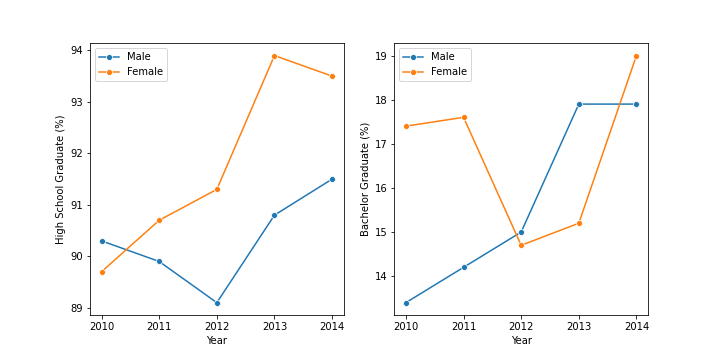 Male
Female
High School Graduate (%)
94
93
92
91
90
89
2010 2011 2012 2013 2014
Year
Male
Female
Bachelor Graduate (%)
19
18
17
16
15
14
2010 2011 2012 2013 2014
Year